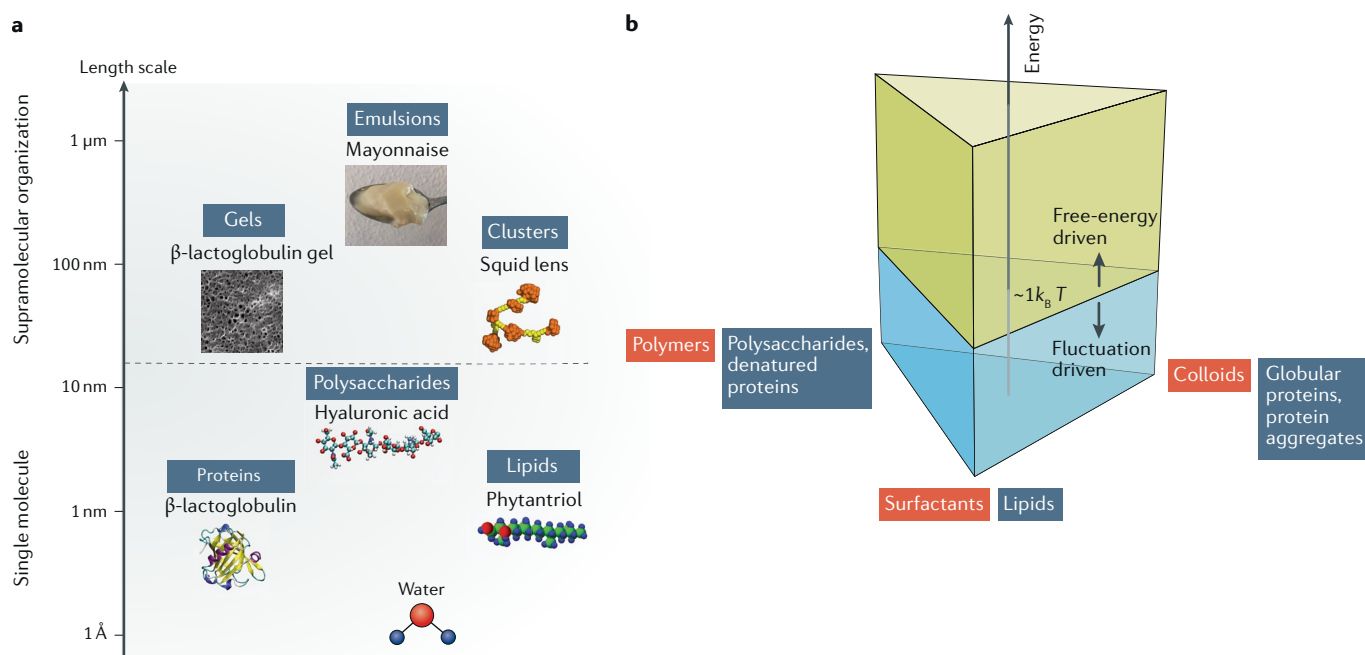 a
Length scale
Supramolecular organization
Single molecule
1 µm
100 nm
10 nm
1 nm
1 Å
Emulsions
Mayonnaise
Gels
β-lactoglobulin gel
Clusters
Squid lens
Polysaccharides
Hyaluronic acid
Proteins
β-lactoglobulin
Lipids
Phytantriol
Water
b
Energy
Free-energy
driven
~1k_B T
Fluctuation
driven
Polymers
Polysaccharides,
denatured
proteins
Colloids
Globular
proteins,
protein
aggregates
Surfactants
Lipids